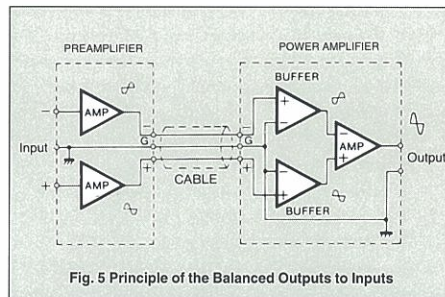 PREAMPLIFIER
POWER AMPLIFIER
BUFFER
−
AMP
−
−
+
−
G
G
−
AMP
+
Input
Output
+
AMP
+
+
CABLE
−
+
BUFFER
Fig. 5 Principle of the Balanced Outputs to Inputs